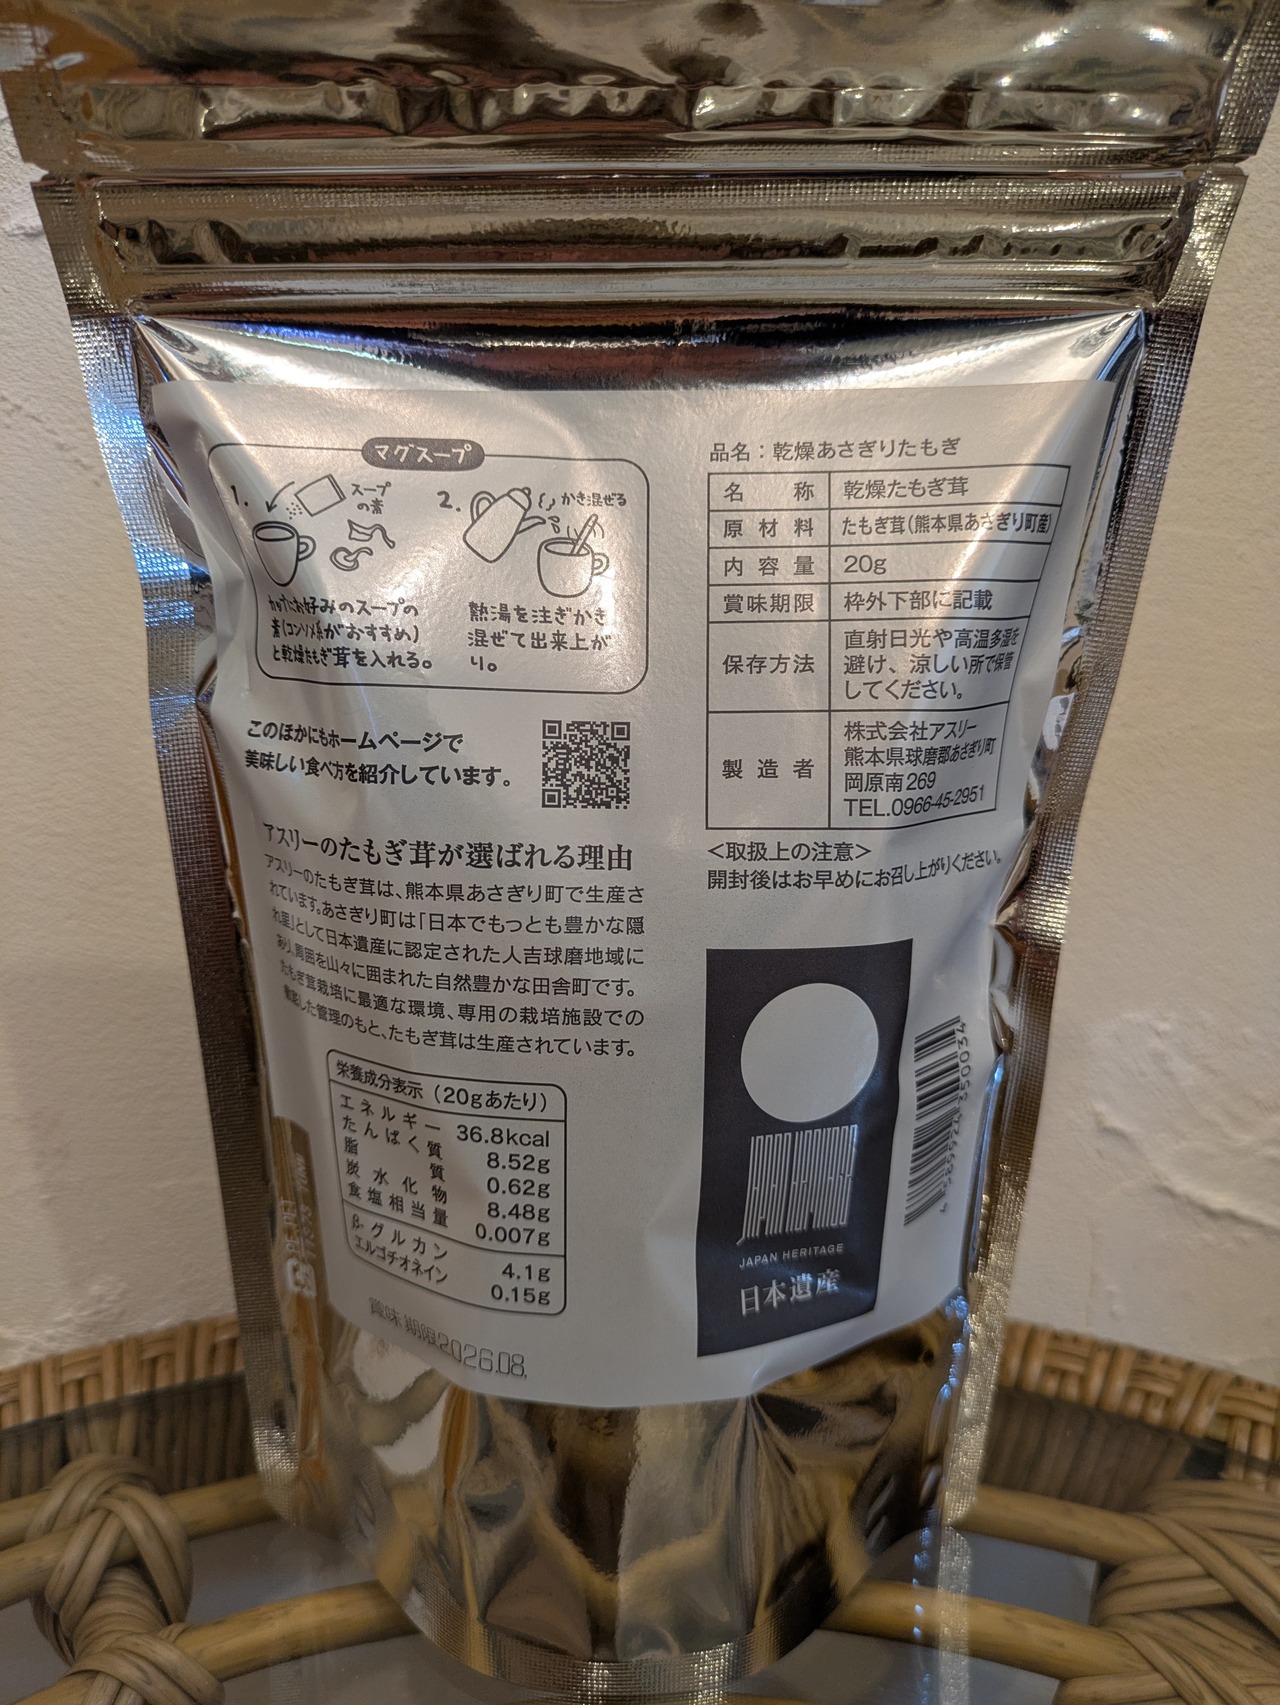 マグスープ
1.
スープ
の素
2.
かき混ぜる
カップにお好みのスープの
素(コンソメ系がおすすめ)
と乾燥たもぎ茸を入れる。
熱湯を注ぎかき
混ぜて出来上が
り。
このほかにもホームページで
美味しい食べ方を紹介しています。
アスリーのたもぎ茸が選ばれる理由
アスリーのたもぎ茸は、熊本県あさぎり町で生産さ
れています。あさぎり町は「日本でもっとも豊かな隠
れ里」として日本遺産に認定された人吉球磨地域に
あり、周囲を山々に囲まれた自然豊かな田舎町です。
たもぎ茸栽培に最適な環境、専用の栽培施設での
した管理のもと、たもぎ茸は生産されています。
栄養成分表示(20gあたり)
エネルギー 36.8kcal
たんぱく質 8.52g
脂質 0.62g
炭水化物 8.48g
食塩相当量 0.007g
β-グルカン 4.1g
エルゴチオネイン 0.15g
賞味期限2026.08.
品名:乾燥あさぎりたもぎ
名称 乾燥たもぎ茸
原材料 たもぎ茸(熊本県あさぎり町産)
内容量 20g
賞味期限 枠外下部に記載
保存方法 直射日光や高温多湿を
避け、涼しい所で保管
してください。
製造者 株式会社アスリー
熊本県球磨郡あさぎり町
岡原南269
TEL.0966-45-2951
<取扱上の注意>
開封後はお早めにお召し上がりください。
JAPAN HERITAGE
JAPAN HERITAGE
日本遺産